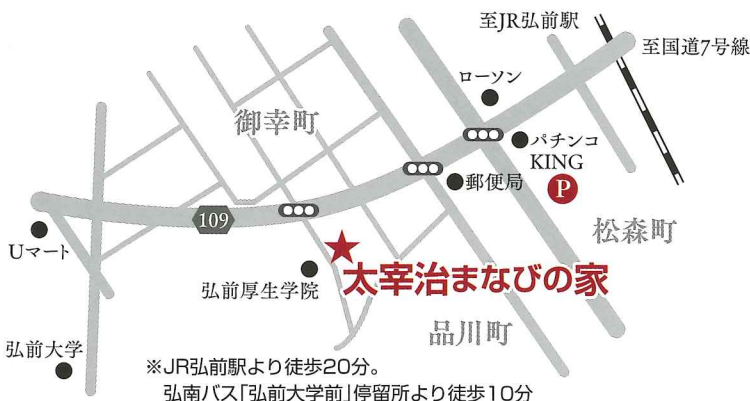 至JR弘前駅
至国道7号線
ローソン
御幸町
パチンコ
KING
P
郵便局
109
松森町
Uマート
太宰治まなびの家
弘前厚生学院
品川町
弘前大学
※JR弘前駅より徒歩20分。
弘南バス「弘前大学前」停留所より徒歩10分